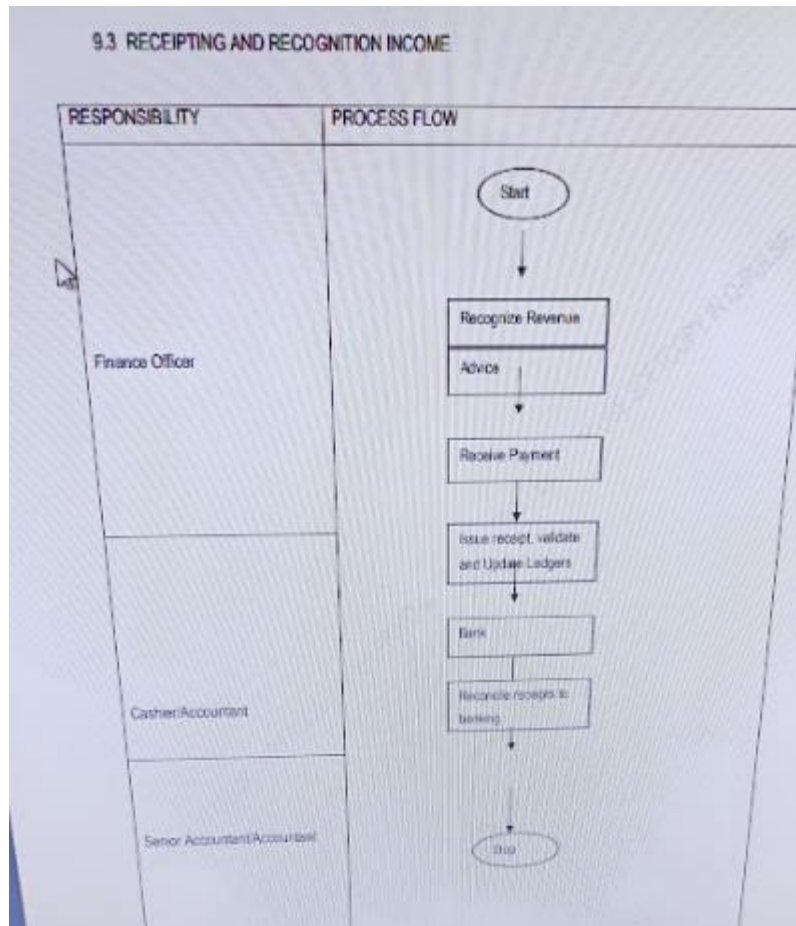 9.3 RECEIPTING AND RECOGNITION INCOME
RESPONSIBILITY
PROCESS FLOW
Start
Recognize Revenue
Finance Officer
Advice
Receive Payment
Issue receipt, validate
and Update Ledgers
Bank
Reconcile receipts to
banking
Cashier/Accountant
Senior Accountant/Accountant
Stop